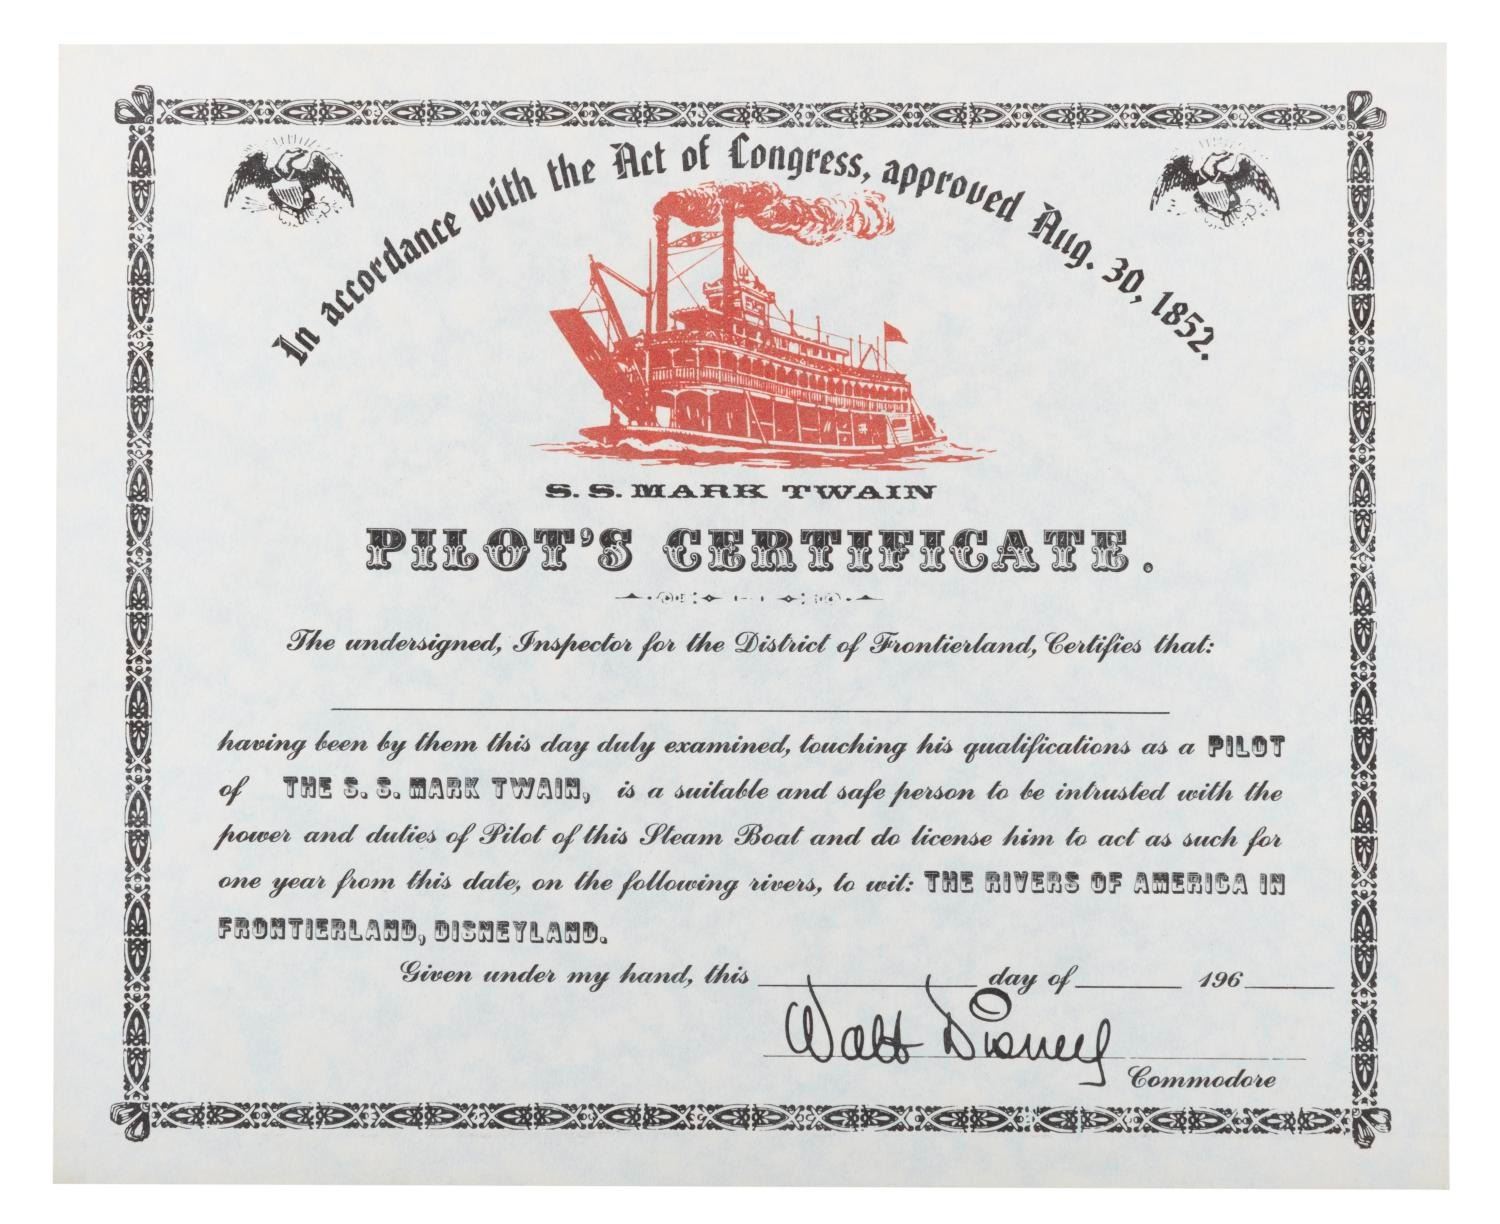 In accordance with the Act of Congress, approved Aug. 30, 1852.
S. S. MARK TWAIN
PILOT'S CERTIFICATE.
The undersigned, Inspector for the District of Frontierland, Certifies that:
having been by them this day duly examined, touching his qualifications as a PILOT
of THE S. S. MARK TWAIN, is a suitable and safe person to be intrusted with the
power and duties of Pilot of this Steam Boat and do license him to act as such for
one year from this date, on the following rivers, to wit: THE RIVERS OF AMERICA IN
FRONTIERLAND, DISNEYLAND.
Given under my hand, this day of 196
Walt Disney
Commodore